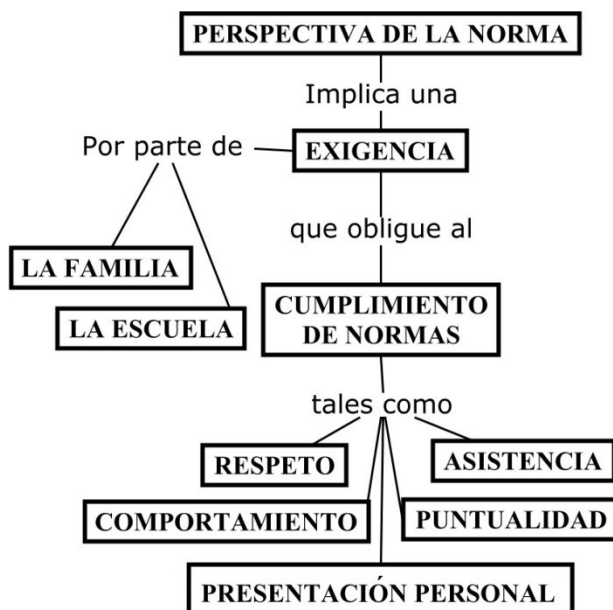 PERSPECTIVA DE LA NORMA
Implica una
Por parte de
EXIGENCIA
que obligue al
LA FAMILIA
LA ESCUELA
CUMPLIMIENTO
DE NORMAS
tales como
RESPETO
ASISTENCIA
COMPORTAMIENTO
PUNTUALIDAD
PRESENTACIÓN PERSONAL